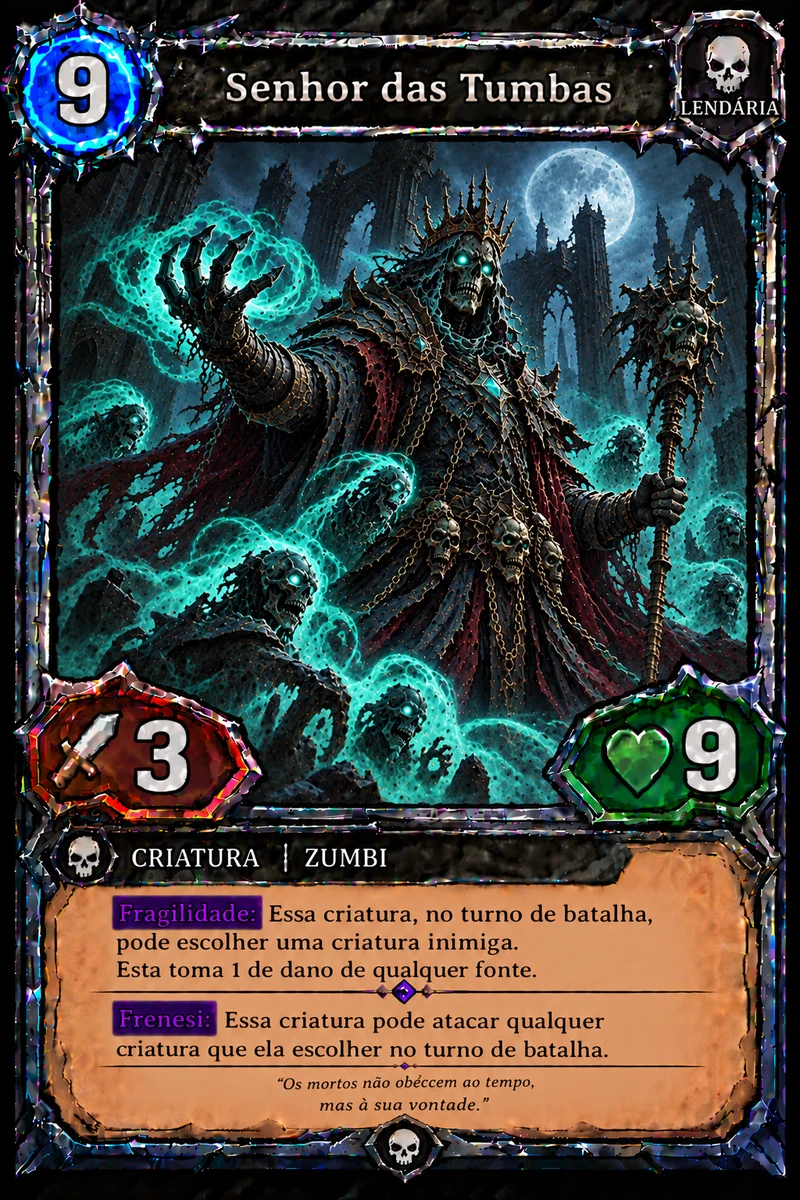 9
Senhor das Tumbas
LENDÁRIA
3
9
CRIATURA | ZUMBI
Fragilidade: Essa criatura, no turno de batalha,
pode escolher uma criatura inimiga.
Esta toma 1 de dano de qualquer fonte.
Frenesi: Essa criatura pode atacar qualquer
criatura que ela escolher no turno de batalha.
“Os mortos não obéccem ao tempo,
mas à sua vontade.”